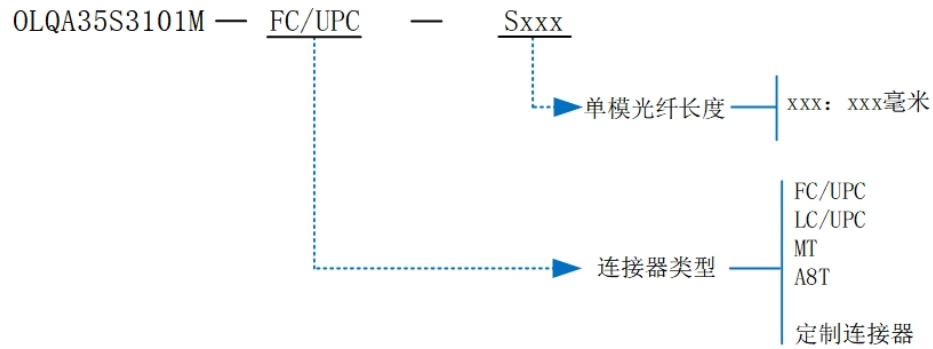 OLQA35S3101M — FC/UPC — Sxxx
单模光纤长度
xxx: xxx毫米
FC/UPC
LC/UPC
MT
连接器类型
A8T
定制连接器